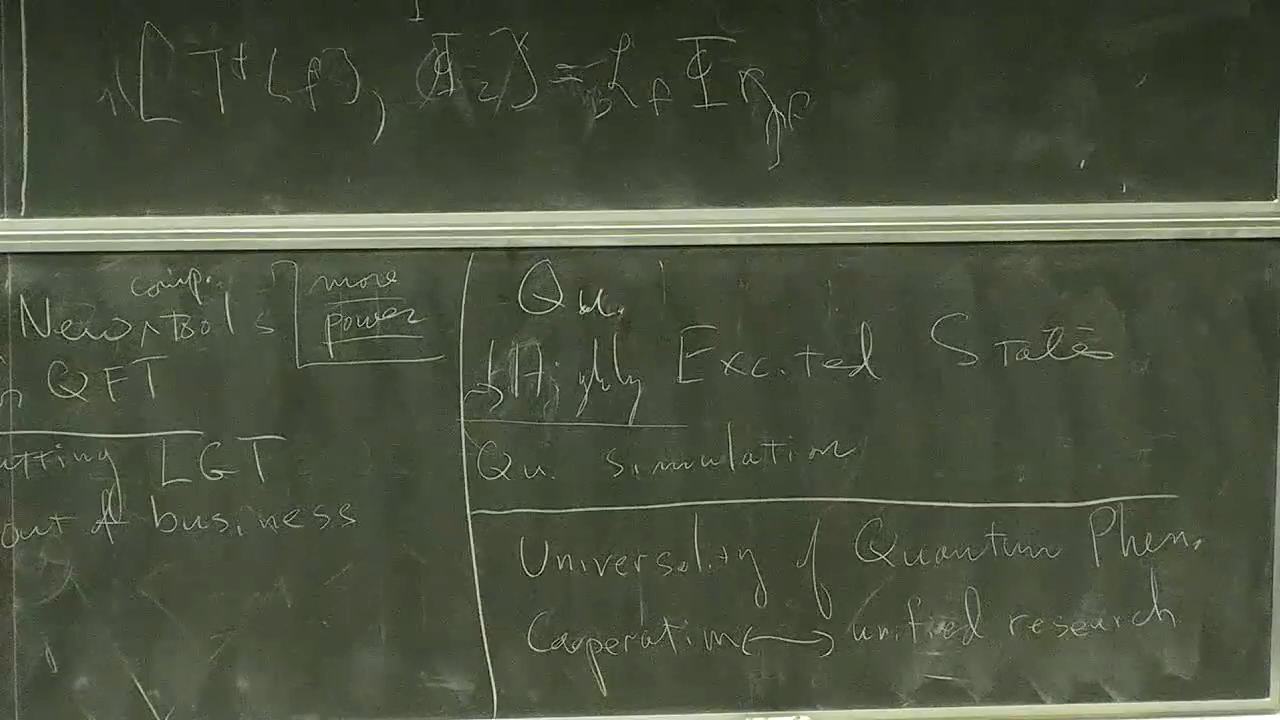 [T⁺(f), Φ₂] = ℒ_f Φ
comp.
New ∧ tools
more
power
QFT
LGT
out of business
Qu.
→ Highly Excited States
Qu. simulation
Universality of Quantum Phen.
Cooperation ↔ unified research